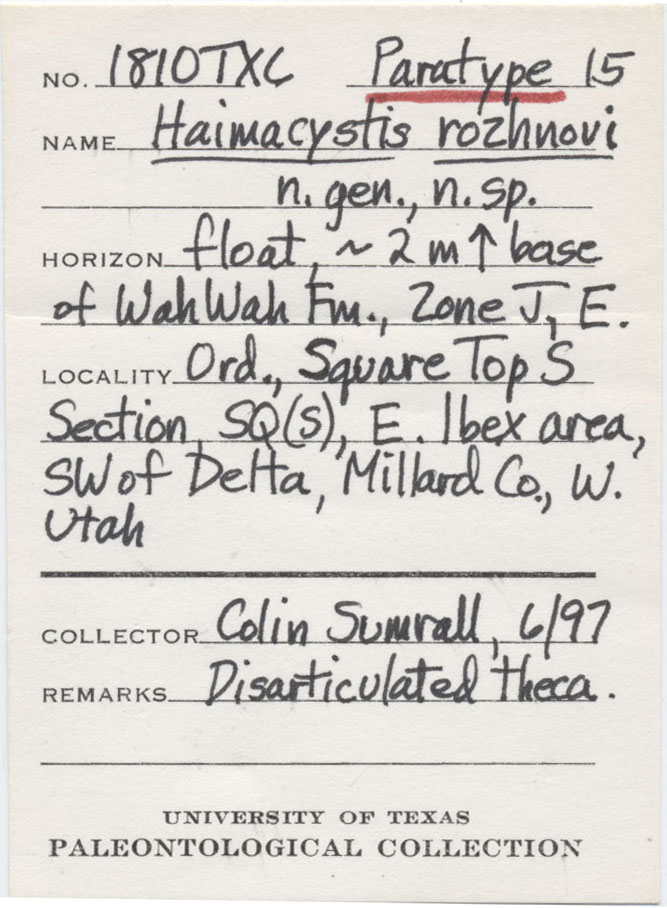 NO. 1810TXC Paratype 15
NAME Haimacystis rozhnovi
n. gen., n. sp.
HORIZON float, ~ 2 m ↑ base
of Wah Wah Fm., Zone J, E.
LOCALITY Ord., Square Top S
Section, SQ(S), E. Ibex area,
SW of Delta, Millard Co., W.
Utah
COLLECTOR Colin Sumrall, 6/97
REMARKS Disarticulated theca.
UNIVERSITY OF TEXAS
PALEONTOLOGICAL COLLECTION